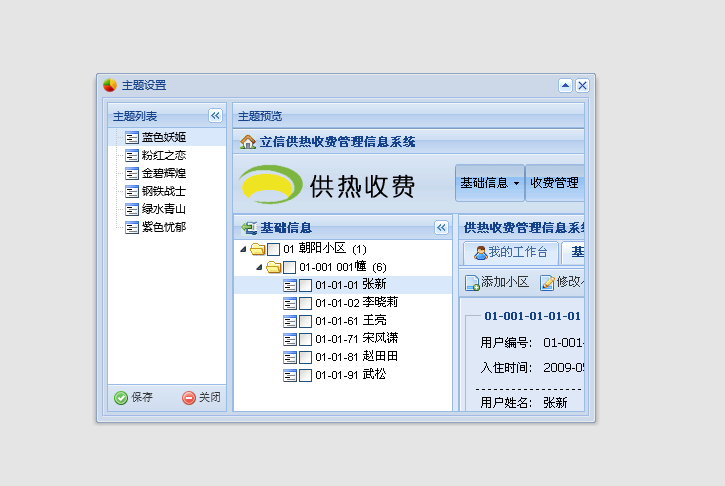 主题设置
主题列表
蓝色妖姬
粉红之恋
金碧辉煌
钢铁战士
绿水青山
紫色忧郁
保存
关闭
主题预览
立信供热收费管理信息系统
供热收费
基础信息
收费管理
基础信息
01 朝阳小区 (1)
01-001 001幢 (6)
01-01-01 张新
01-01-02 李晓莉
01-01-61 王亮
01-01-71 宋风潇
01-01-81 赵田田
01-01-91 武松
供热收费管理信息系
我的工作台
基
添加小区
修改
01-001-01-01-01
用户编号: 01-001-
入住时间: 2009-0
用户姓名: 张新